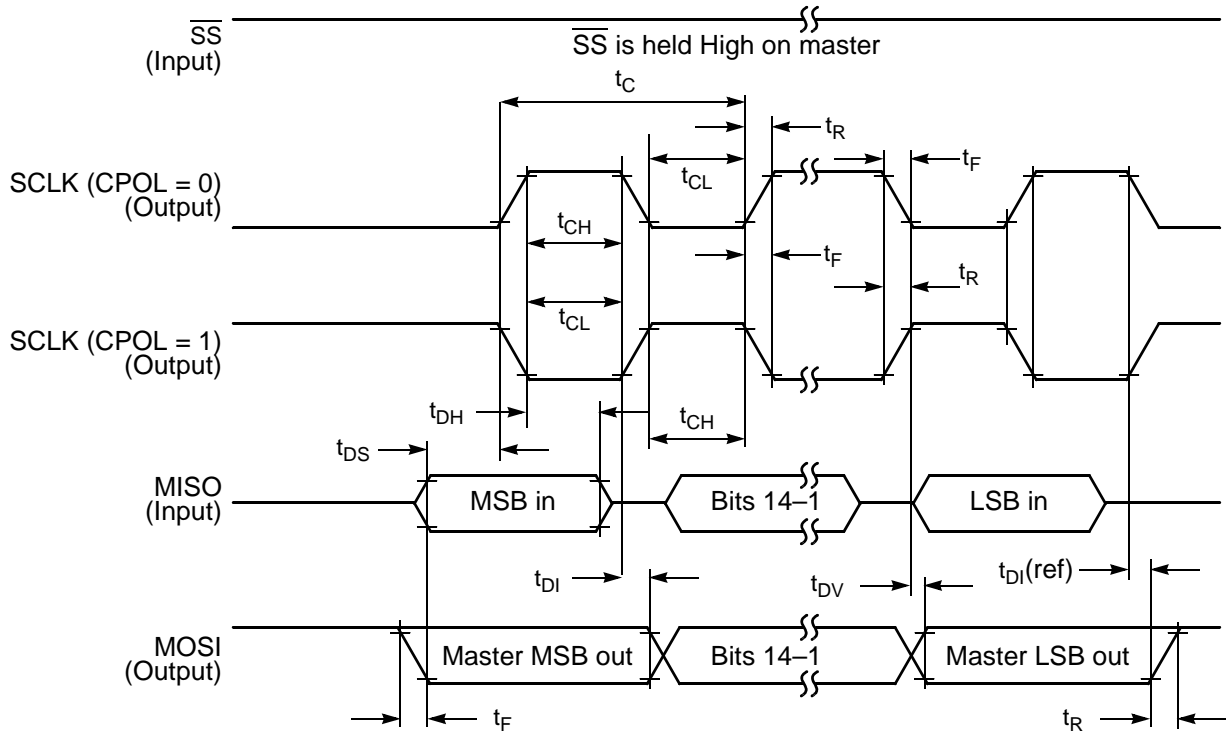 SS
(Input)
SS is held High on master
tC
tR
tF
SCLK (CPOL = 0)
(Output)
tCL
tCH
tF
tR
tCL
SCLK (CPOL = 1)
(Output)
tDH
tCH
tDS
MISO
(Input)
MSB in
Bits 14–1
LSB in
tDI
tDV
tDI(ref)
MOSI
(Output)
Master MSB out
Bits 14–1
Master LSB out
tF
tR